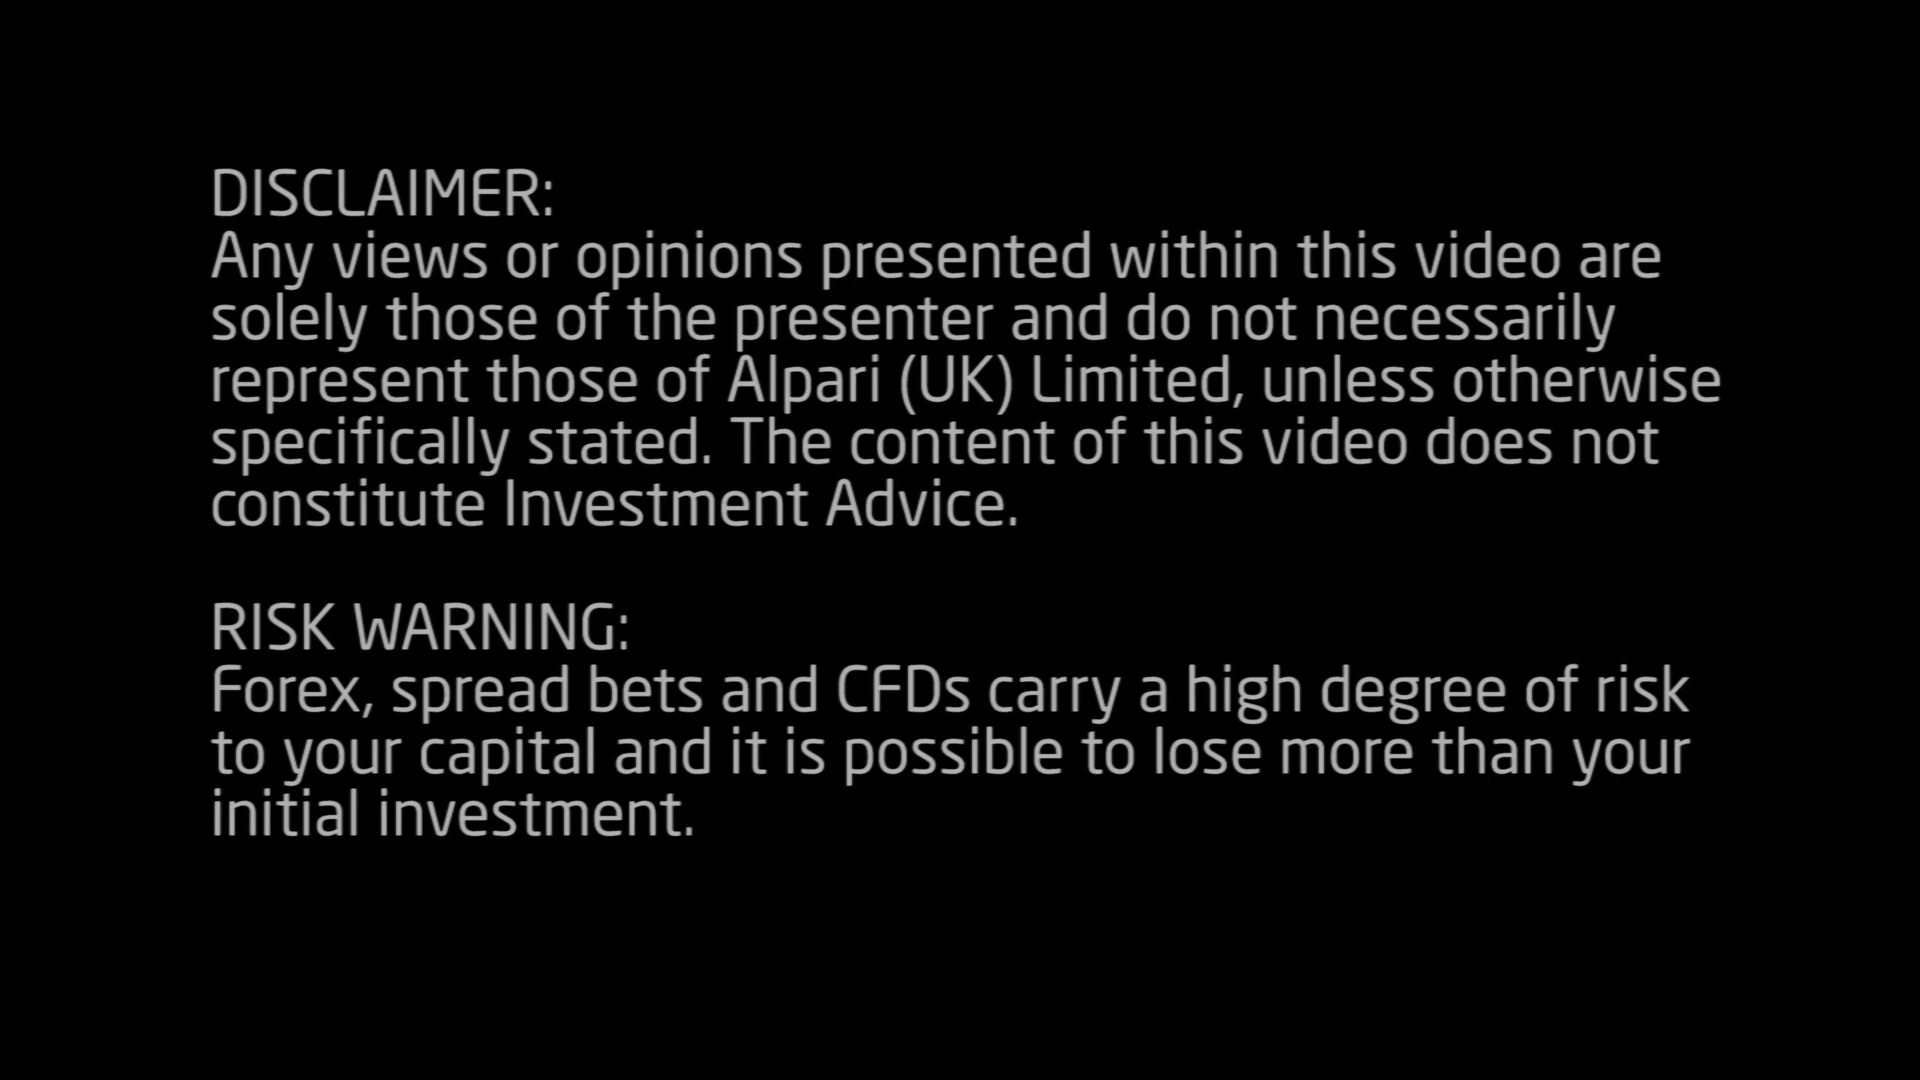 DISCLAIMER:
Any views or opinions presented within this video are
solely those of the presenter and do not necessarily
represent those of Alpari (UK) Limited, unless otherwise
specifically stated. The content of this video does not
constitute Investment Advice.
RISK WARNING:
Forex, spread bets and CFDs carry a high degree of risk
to your capital and it is possible to lose more than your
initial investment.